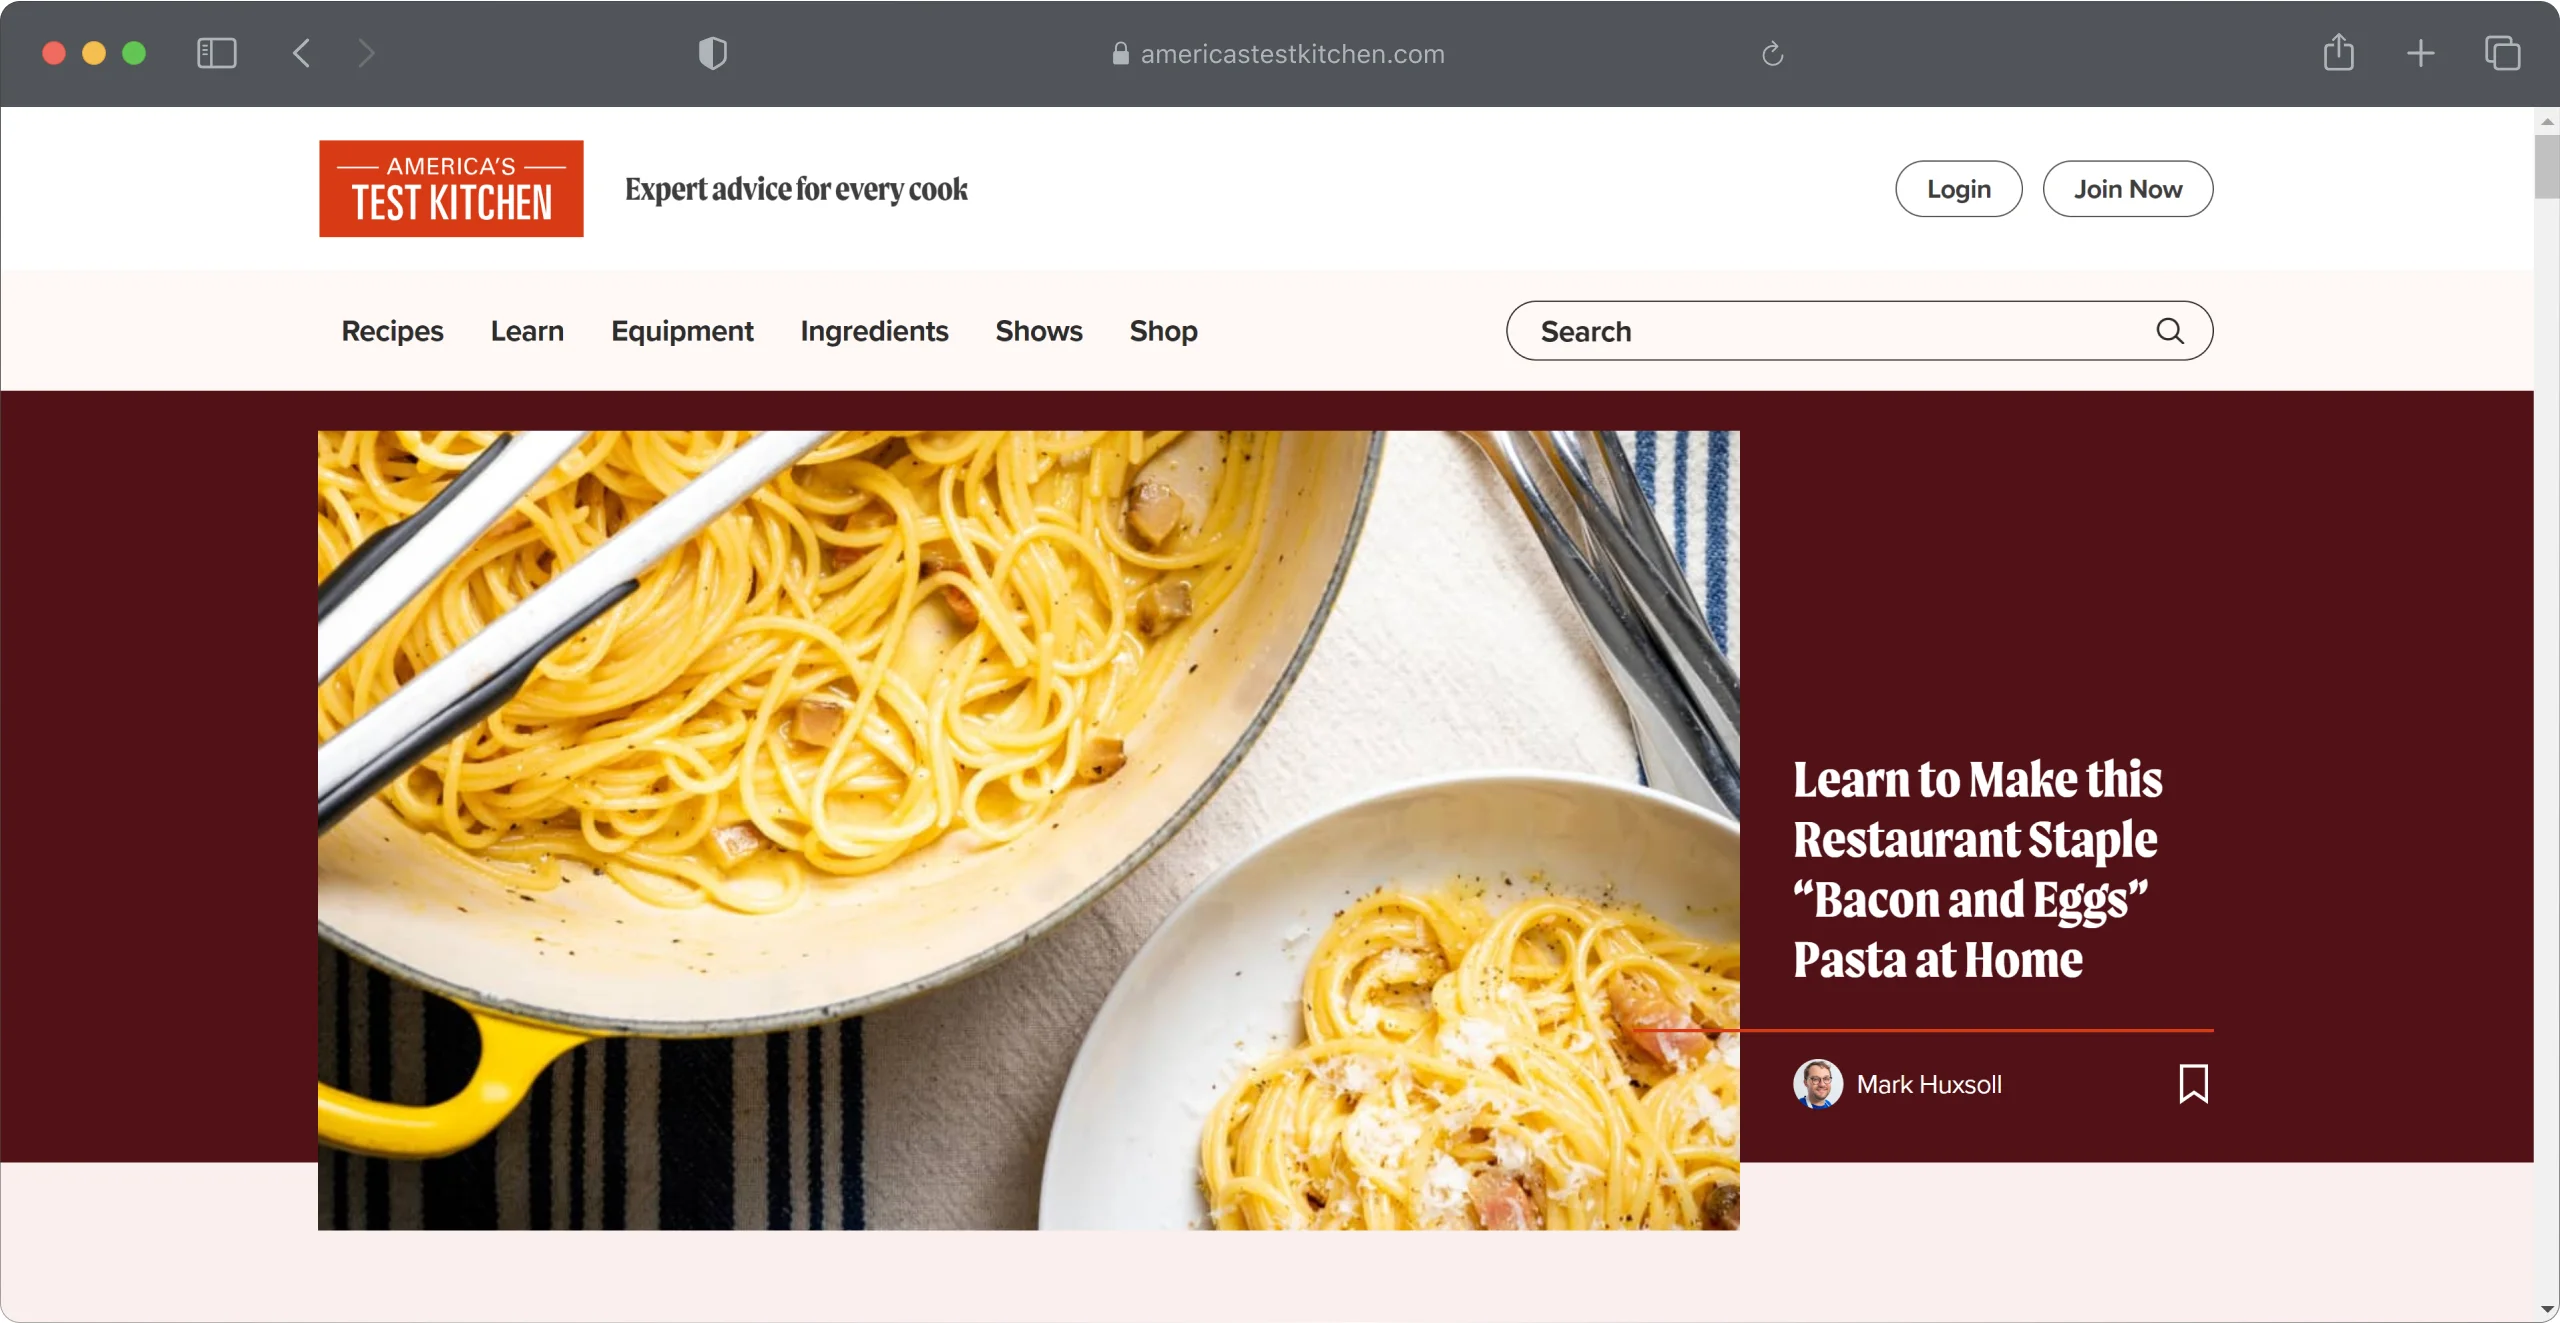 americastestkitchen.com
AMERICA'S
TEST KITCHEN
Expert advice for every cook
Login
Join Now
Recipes
Learn
Equipment
Ingredients
Shows
Shop
Search
Learn to Make this
Restaurant Staple
“Bacon and Eggs”
Pasta at Home
Mark Huxsoll